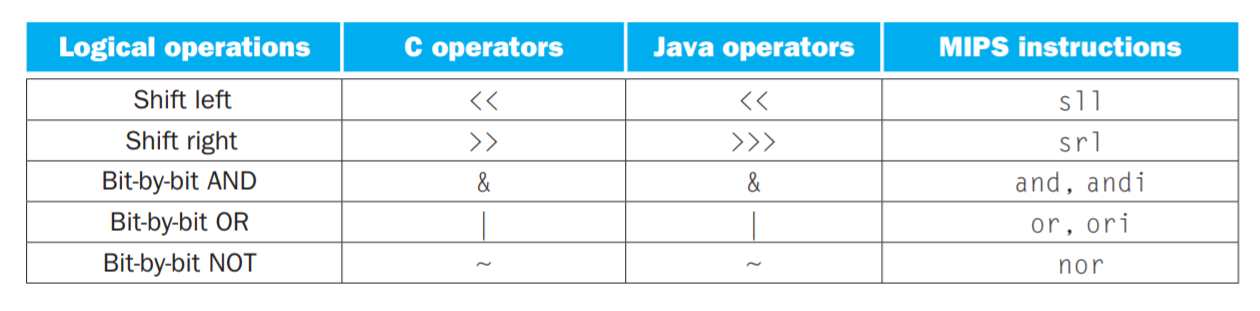 Logical operations C operators Java operators MIPS instructions
Shift left << << sll
Shift right >> >>> srl
Bit-by-bit AND & & and, andi
Bit-by-bit OR | | or, ori
Bit-by-bit NOT ~ ~ nor